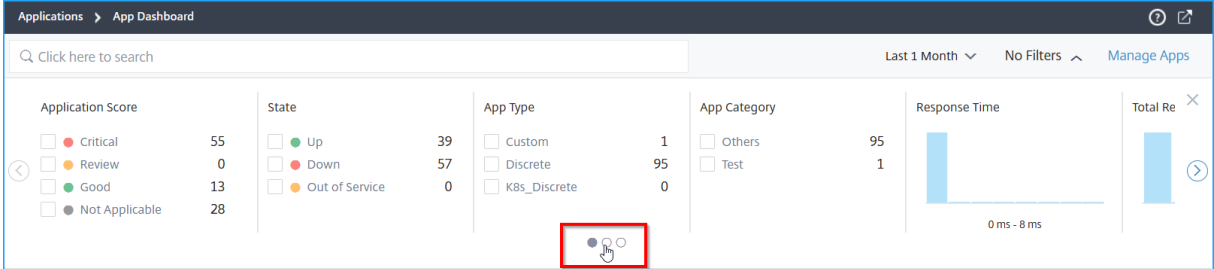 Applications > App Dashboard
Click here to search
Last 1 Month
No Filters
Manage Apps
Application Score
Critical 55
Review 0
Good 13
Not Applicable 28
State
Up 39
Down 57
Out of Service 0
App Type
Custom 1
Discrete 95
K8s_Discrete 0
App Category
Others 95
Test 1
Response Time
0 ms - 8 ms
Total Re